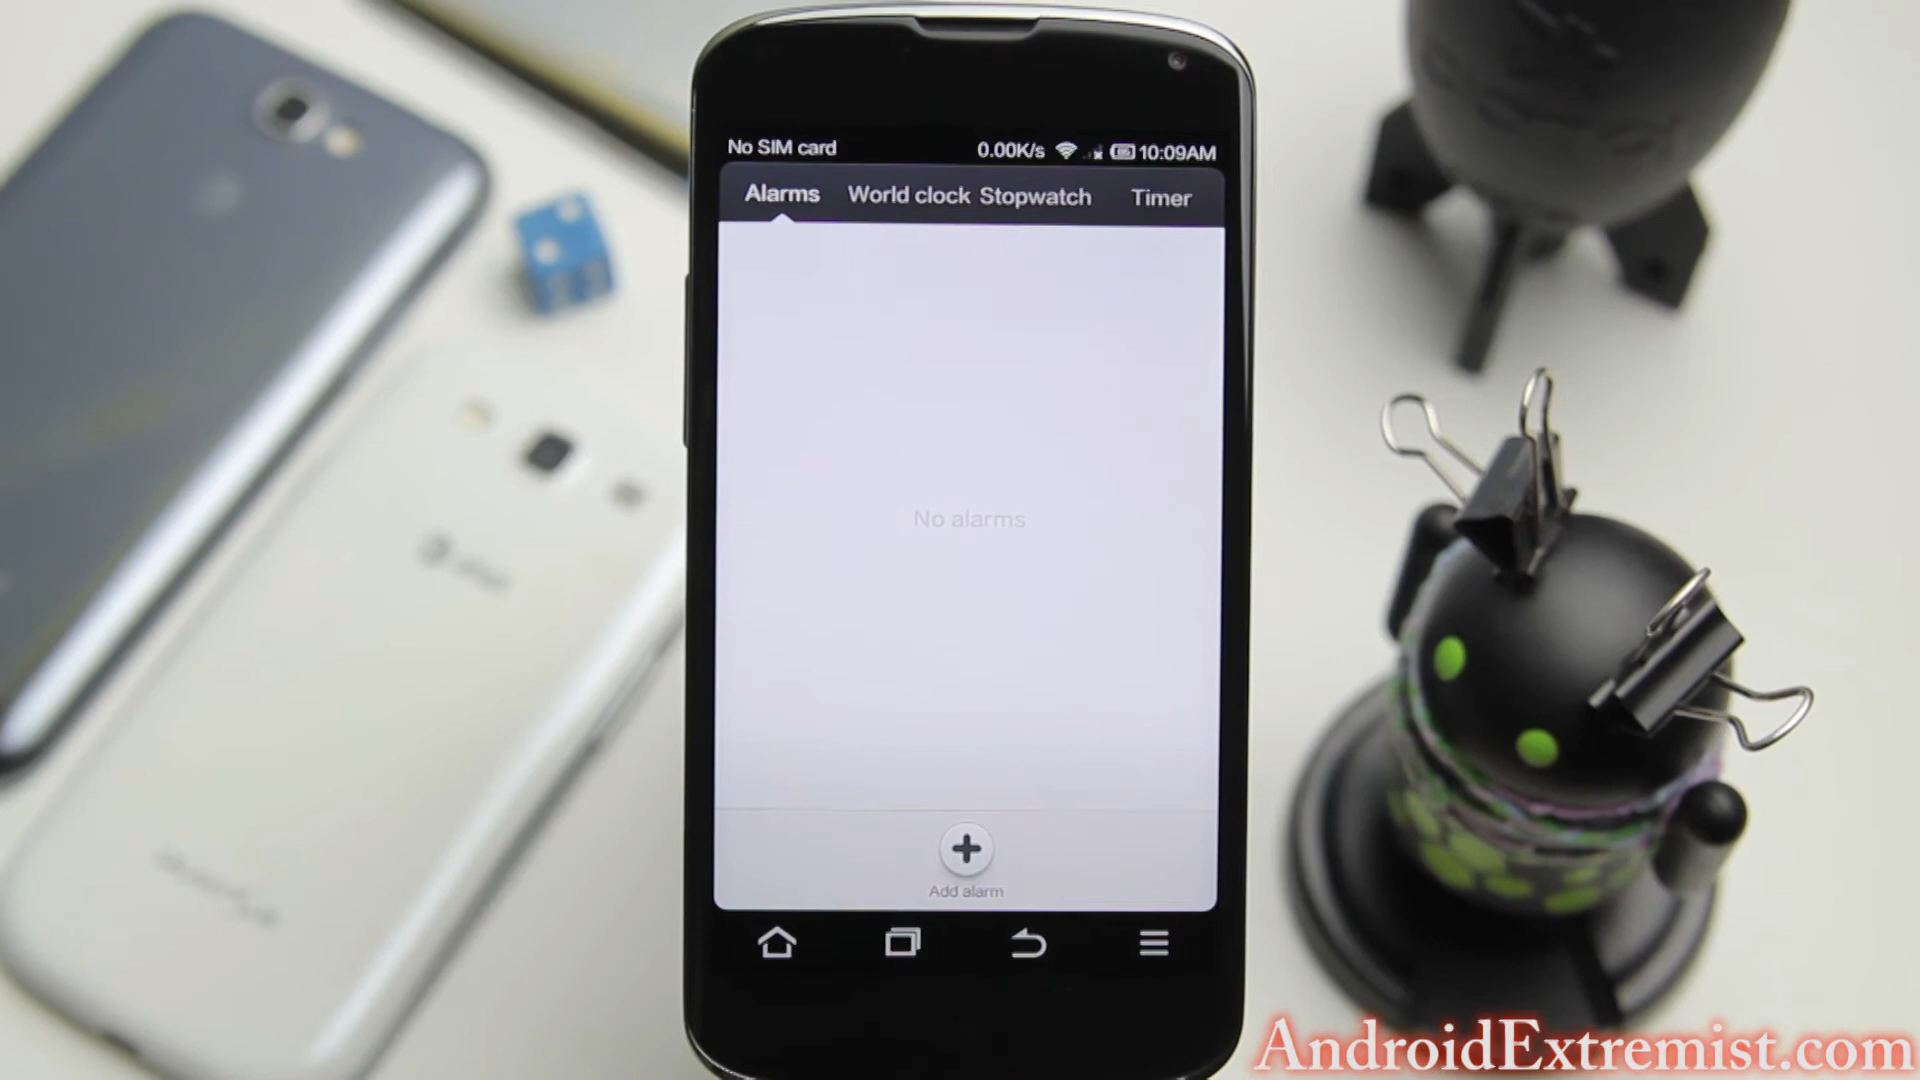 No SIM card 0.00K/s 10:09AM
Alarms World clock Stopwatch Timer
No alarms
Add alarm
AndroidExtremist.com